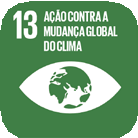 13 AÇÃO CONTRA A
MUDANÇA GLOBAL
DO CLIMA